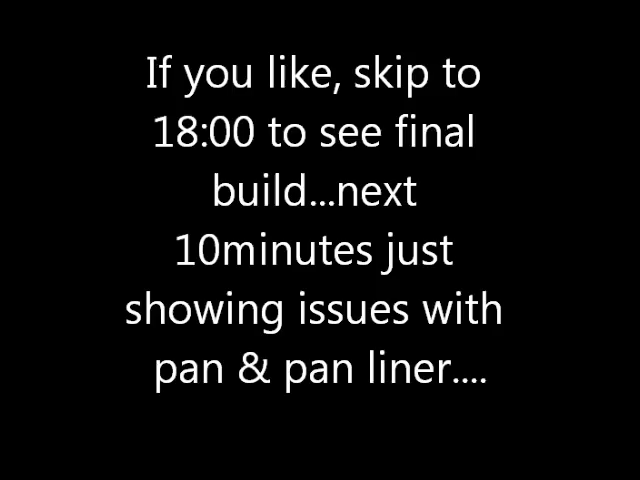 If you like, skip to
18:00 to see final
build...next
10minutes just
showing issues with
pan & pan liner....